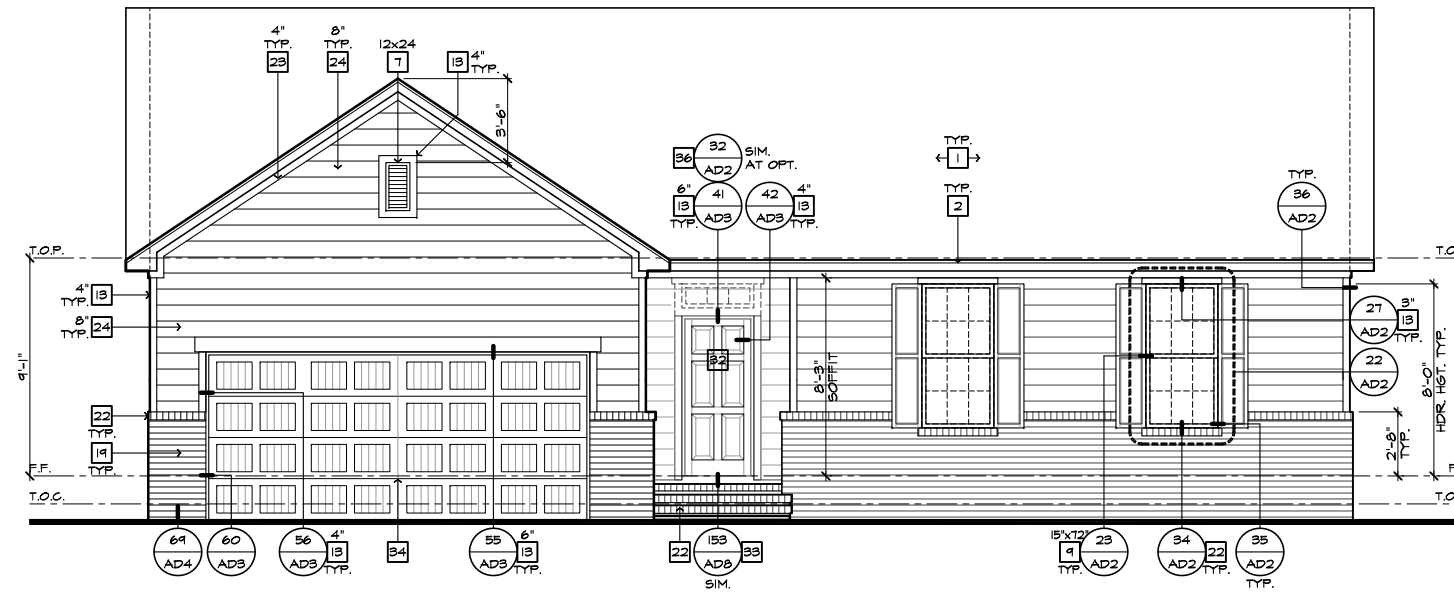 4" 8" 12x24
TYP. TYP.
23 24 7 13 4"
TYP.
3'-6"
32
AD2
36 SIM.
AT OPT.
TYP.
1
6" 41 42 4"
13 AD3 AD3 13
TYP. TYP.
TYP.
2
TYP.
36
AD2
T.O.P. T.O
4"
TYP. 13
8"
TYP. 24
9'-1"
32
8'-3"
SOFFIT
27 3"
AD2 13
TYP.
22
AD2
8'-0"
HDR. HGT. TYP.
22
TYP.
19
TYP.
2'-8"
TYP.
F.F. F
T.O.C. T.O
69
AD4
60
AD3
56 4"
AD3 13
TYP.
34
55 6"
AD3 13
TYP.
22
153
AD8
33
SIM.
15"x72"
9
TYP.
23
AD2
34
AD2
22
TYP.
35
AD2
TYP.